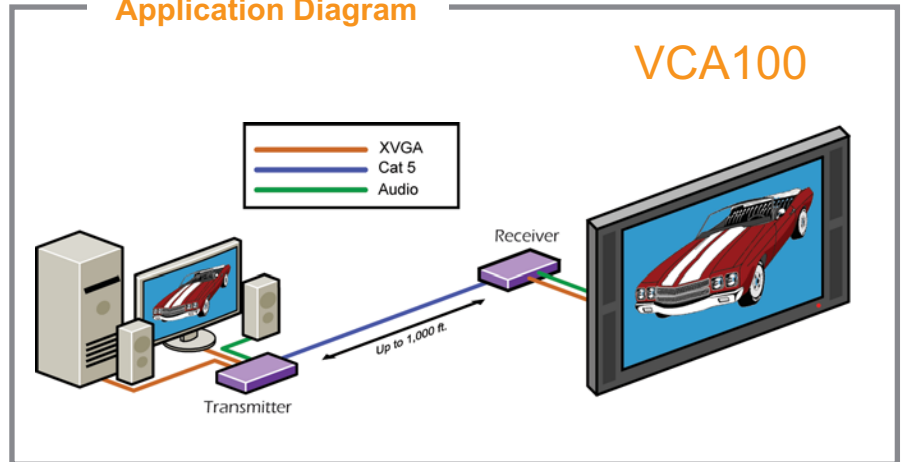 Application Diagram
VCA100
XVGA
Cat 5
Audio
Receiver
Up to 1,000 ft.
Transmitter